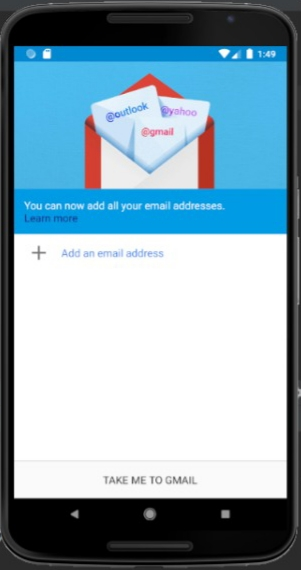 1:49
@outlook
@yahoo
@gmail
You can now add all your email addresses.
Learn more
Add an email address
TAKE ME TO GMAIL